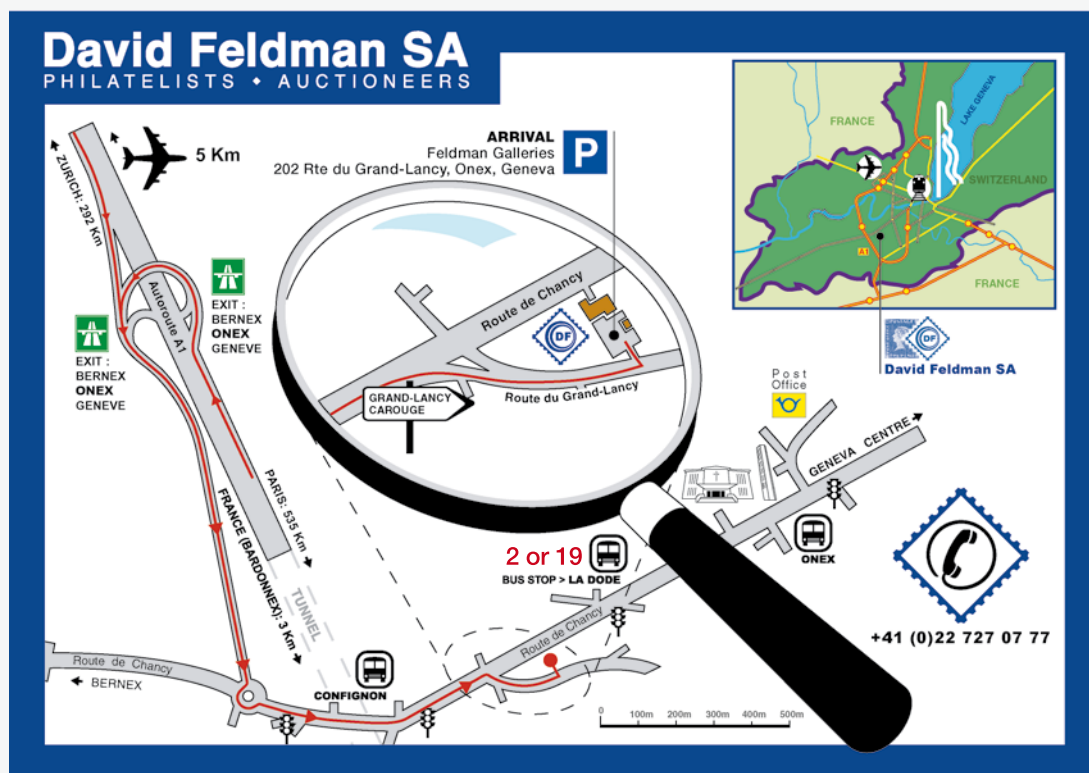 David Feldman SA
PHILATELISTS • AUCTIONEERS
5 Km
ZURICH: 292 Km
ARRIVAL
Feldman Galleries
202 Rte du Grand-Lancy, Onex, Geneva
P
FRANCE
LAKE GENEVA
SWITZERLAND
A1
FRANCE
DF
David Feldman SA
EXIT :
BERNEX
ONEX
GENEVE
EXIT :
BERNEX
ONEX
GENEVE
Autoroute A1
Route de Chancy
DF
Route du Grand-Lancy
GRAND-LANCY
CAROUGE
Post
Office
GENEVA CENTRE
ONEX
PARIS: 535 Km
FRANCE (BARDONNEX): 3 Km
TUNNEL
2 or 19
BUS STOP > LA DODE
Route de Chancy
+41 (0)22 727 07 77
Route de Chancy
BERNEX
CONFIGNON
0 100m 200m 300m 400m 500m